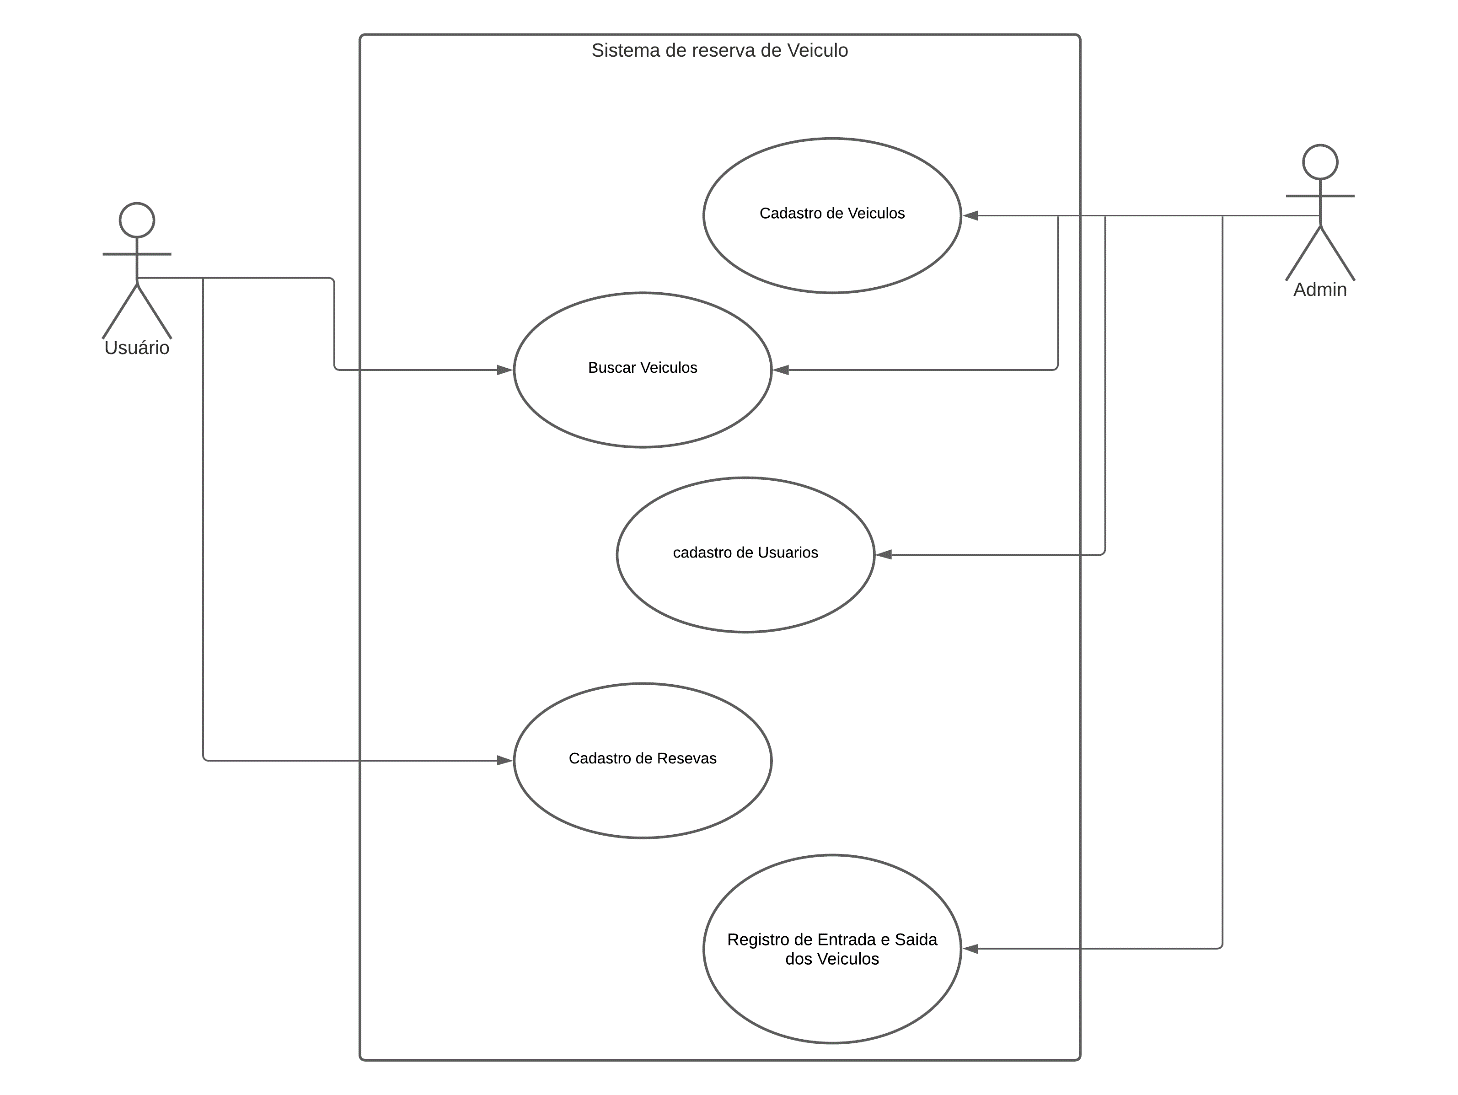 Sistema de reserva de Veiculo
Cadastro de Veiculos
Admin
Usuário
Buscar Veiculos
cadastro de Usuarios
Cadastro de Resevas
Registro de Entrada e Saida
dos Veiculos